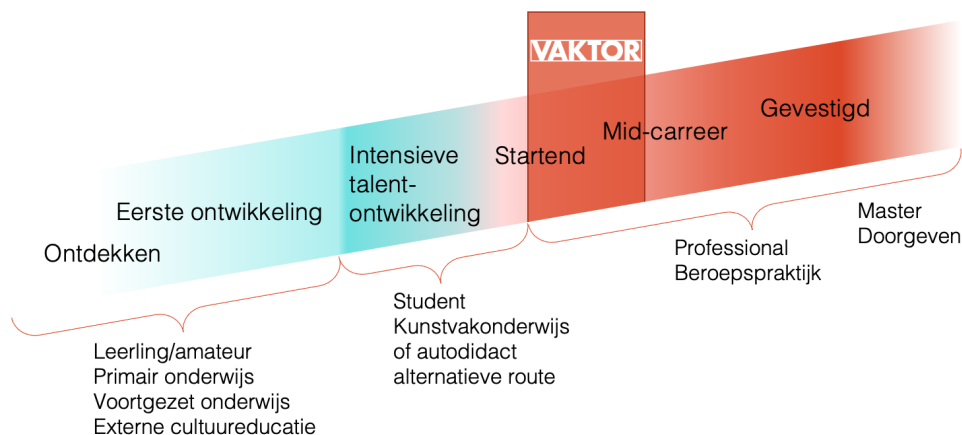 VAKTOR
Ontdekken
Eerste ontwikkeling
Intensieve
talent-
ontwikkeling
Startend
Mid-carreer
Gevestigd
Master
Doorgeven
Leerling/amateur
Primair onderwijs
Voortgezet onderwijs
Externe cultuureducatie
Student
Kunstvakonderwijs
of autodidact
alternatieve route
Professional
Beroepspraktijk